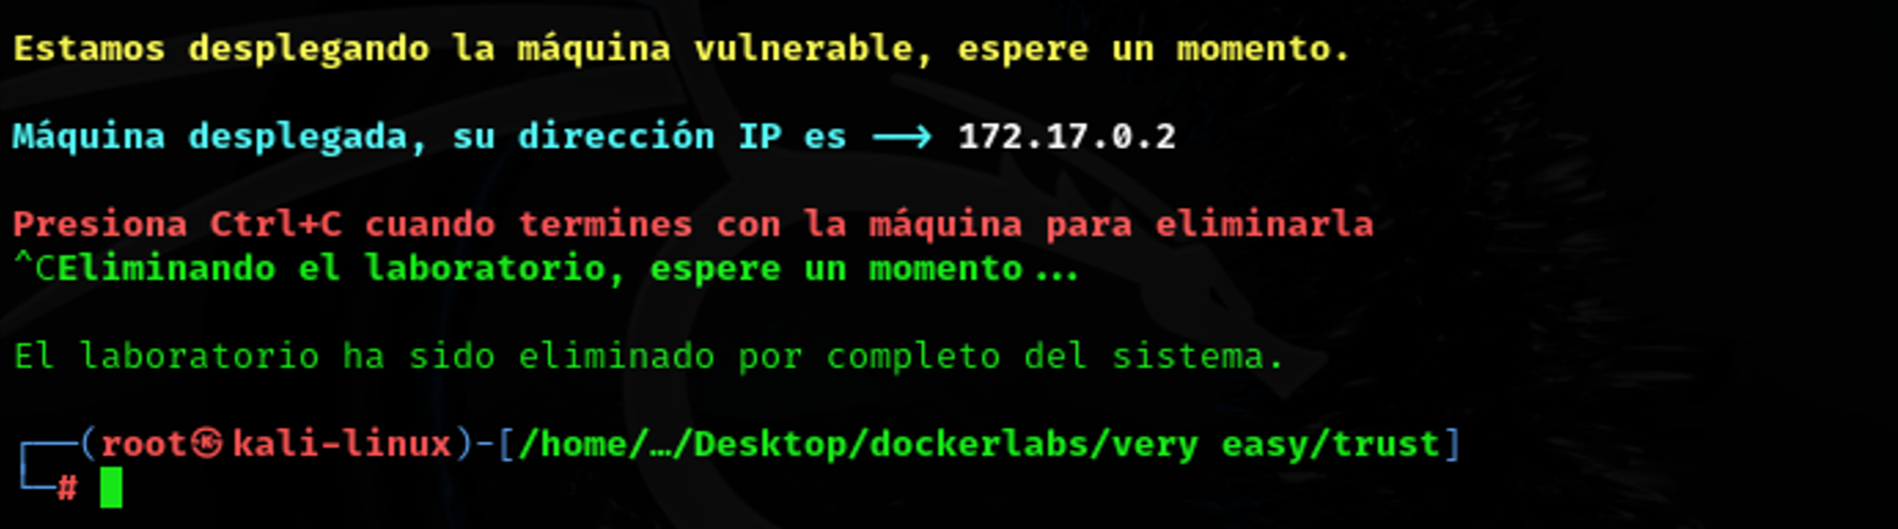 Estamos desplegando la máquina vulnerable, espere un momento.
Máquina desplegada, su dirección IP es ⟶ 172.17.0.2
Presiona Ctrl+C cuando termines con la máquina para eliminarla
^CEliminando el laboratorio, espere un momento...
El laboratorio ha sido eliminado por completo del sistema.
┌──(root㉿kali-linux)-[/home/…/Desktop/dockerlabs/very easy/trust]
└─#